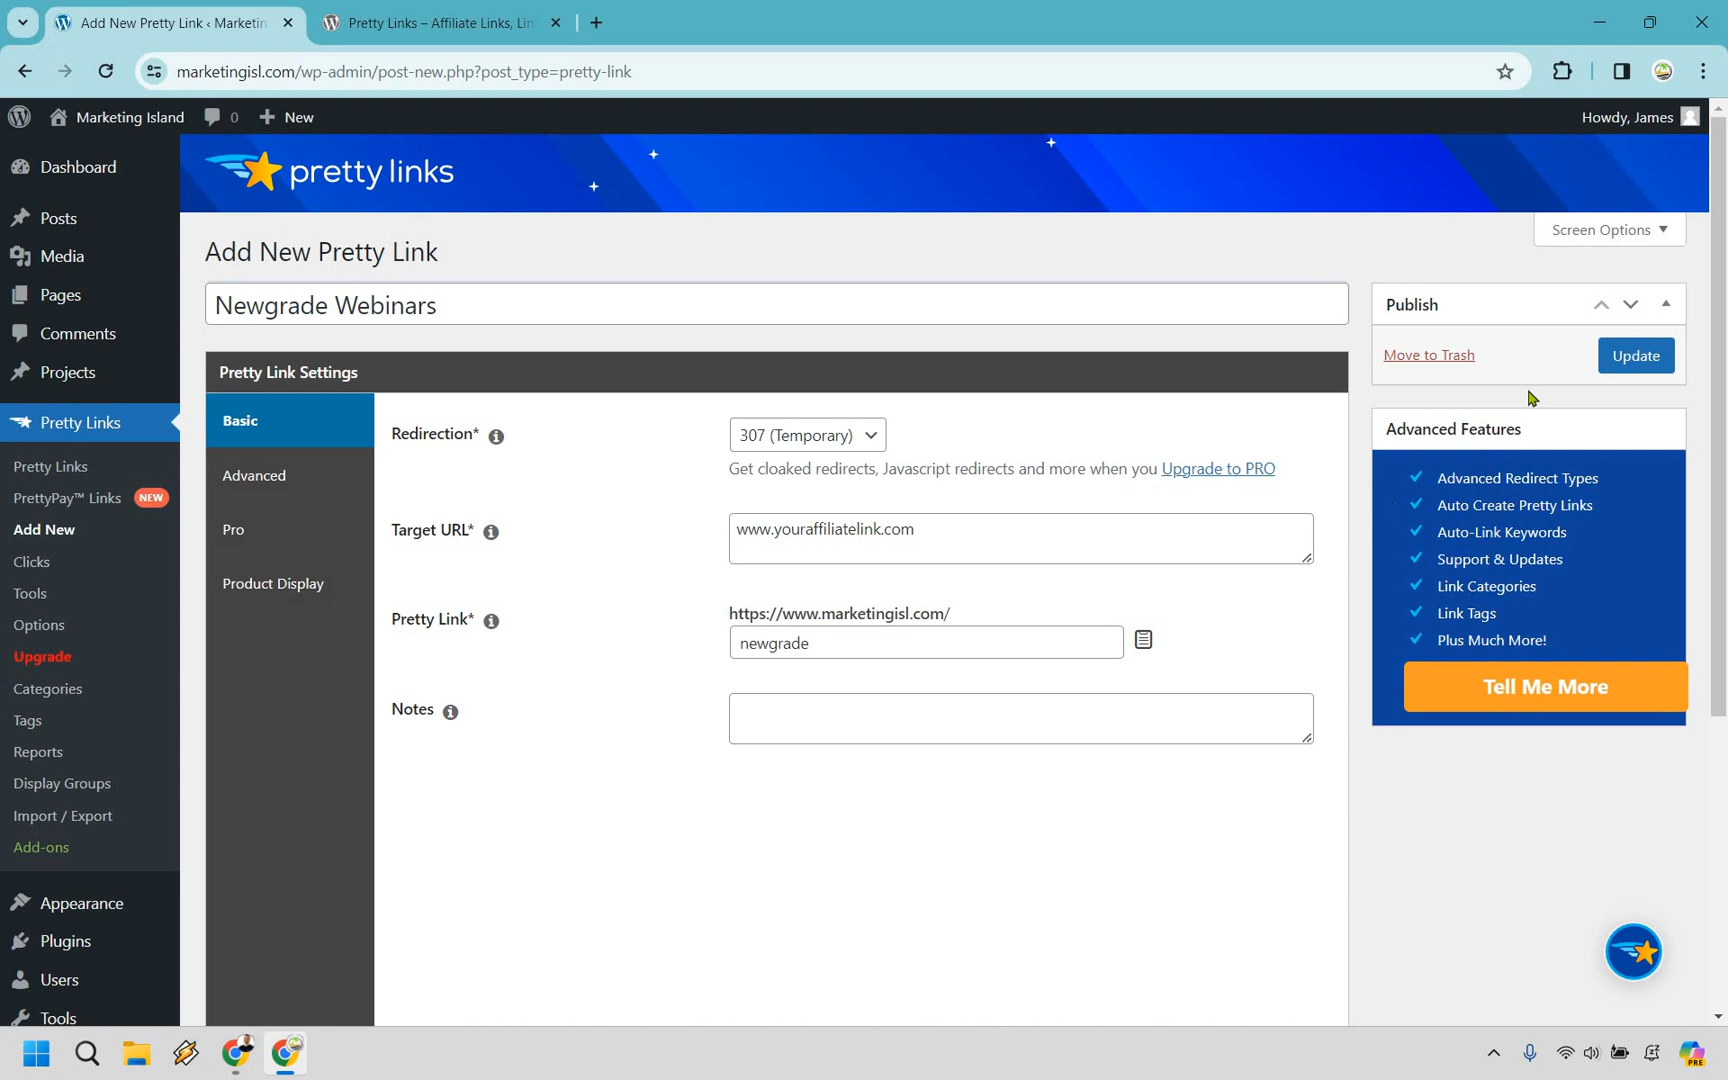 Add New Pretty Link ‹ Marketin
Pretty Links – Affiliate Links, Lin
marketingisl.com/wp-admin/post-new.php?post_type=pretty-link
Marketing Island
0
New
Howdy, James
pretty links
Dashboard
Posts
Media
Pages
Comments
Projects
Pretty Links
Pretty Links
PrettyPay™ Links NEW
Add New
Clicks
Tools
Options
Upgrade
Categories
Tags
Reports
Display Groups
Import / Export
Add-ons
Appearance
Plugins
Users
Tools
Screen Options
Add New Pretty Link
Newgrade Webinars
Pretty Link Settings
Basic
Advanced
Pro
Product Display
Redirection*
307 (Temporary)
Get cloaked redirects, Javascript redirects and more when you Upgrade to PRO
Target URL*
www.youraffiliatelink.com
Pretty Link*
https://www.marketingisl.com/
newgrade
Notes
Publish
Move to Trash
Update
Advanced Features
Advanced Redirect Types
Auto Create Pretty Links
Auto-Link Keywords
Support & Updates
Link Categories
Link Tags
Plus Much More!
Tell Me More
PRE